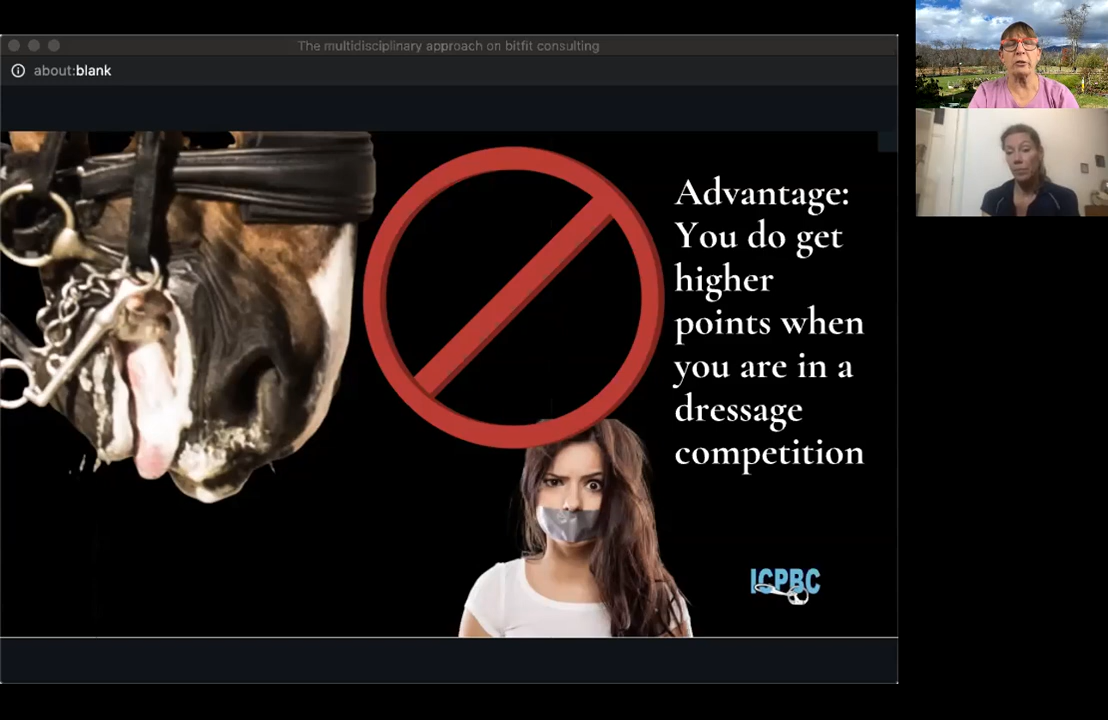 The multidisciplinary approach on bitfit consulting
about:blank
Advantage:
You do get
higher
points when
you are in a
dressage
competition
ICPBC